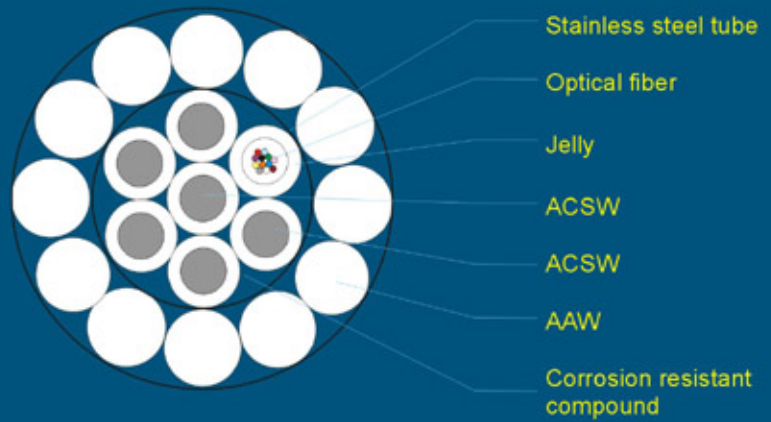 Stainless steel tube
Optical fiber
Jelly
ACSW
ACSW
AAW
Corrosion resistant
compound